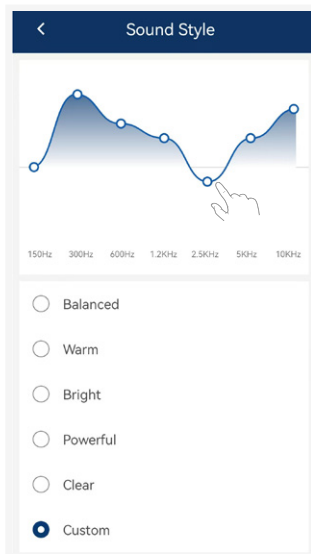 Sound Style
150Hz 300Hz 600Hz 1.2KHz 2.5KHz 5KHz 10KHz
Balanced
Warm
Bright
Powerful
Clear
Custom